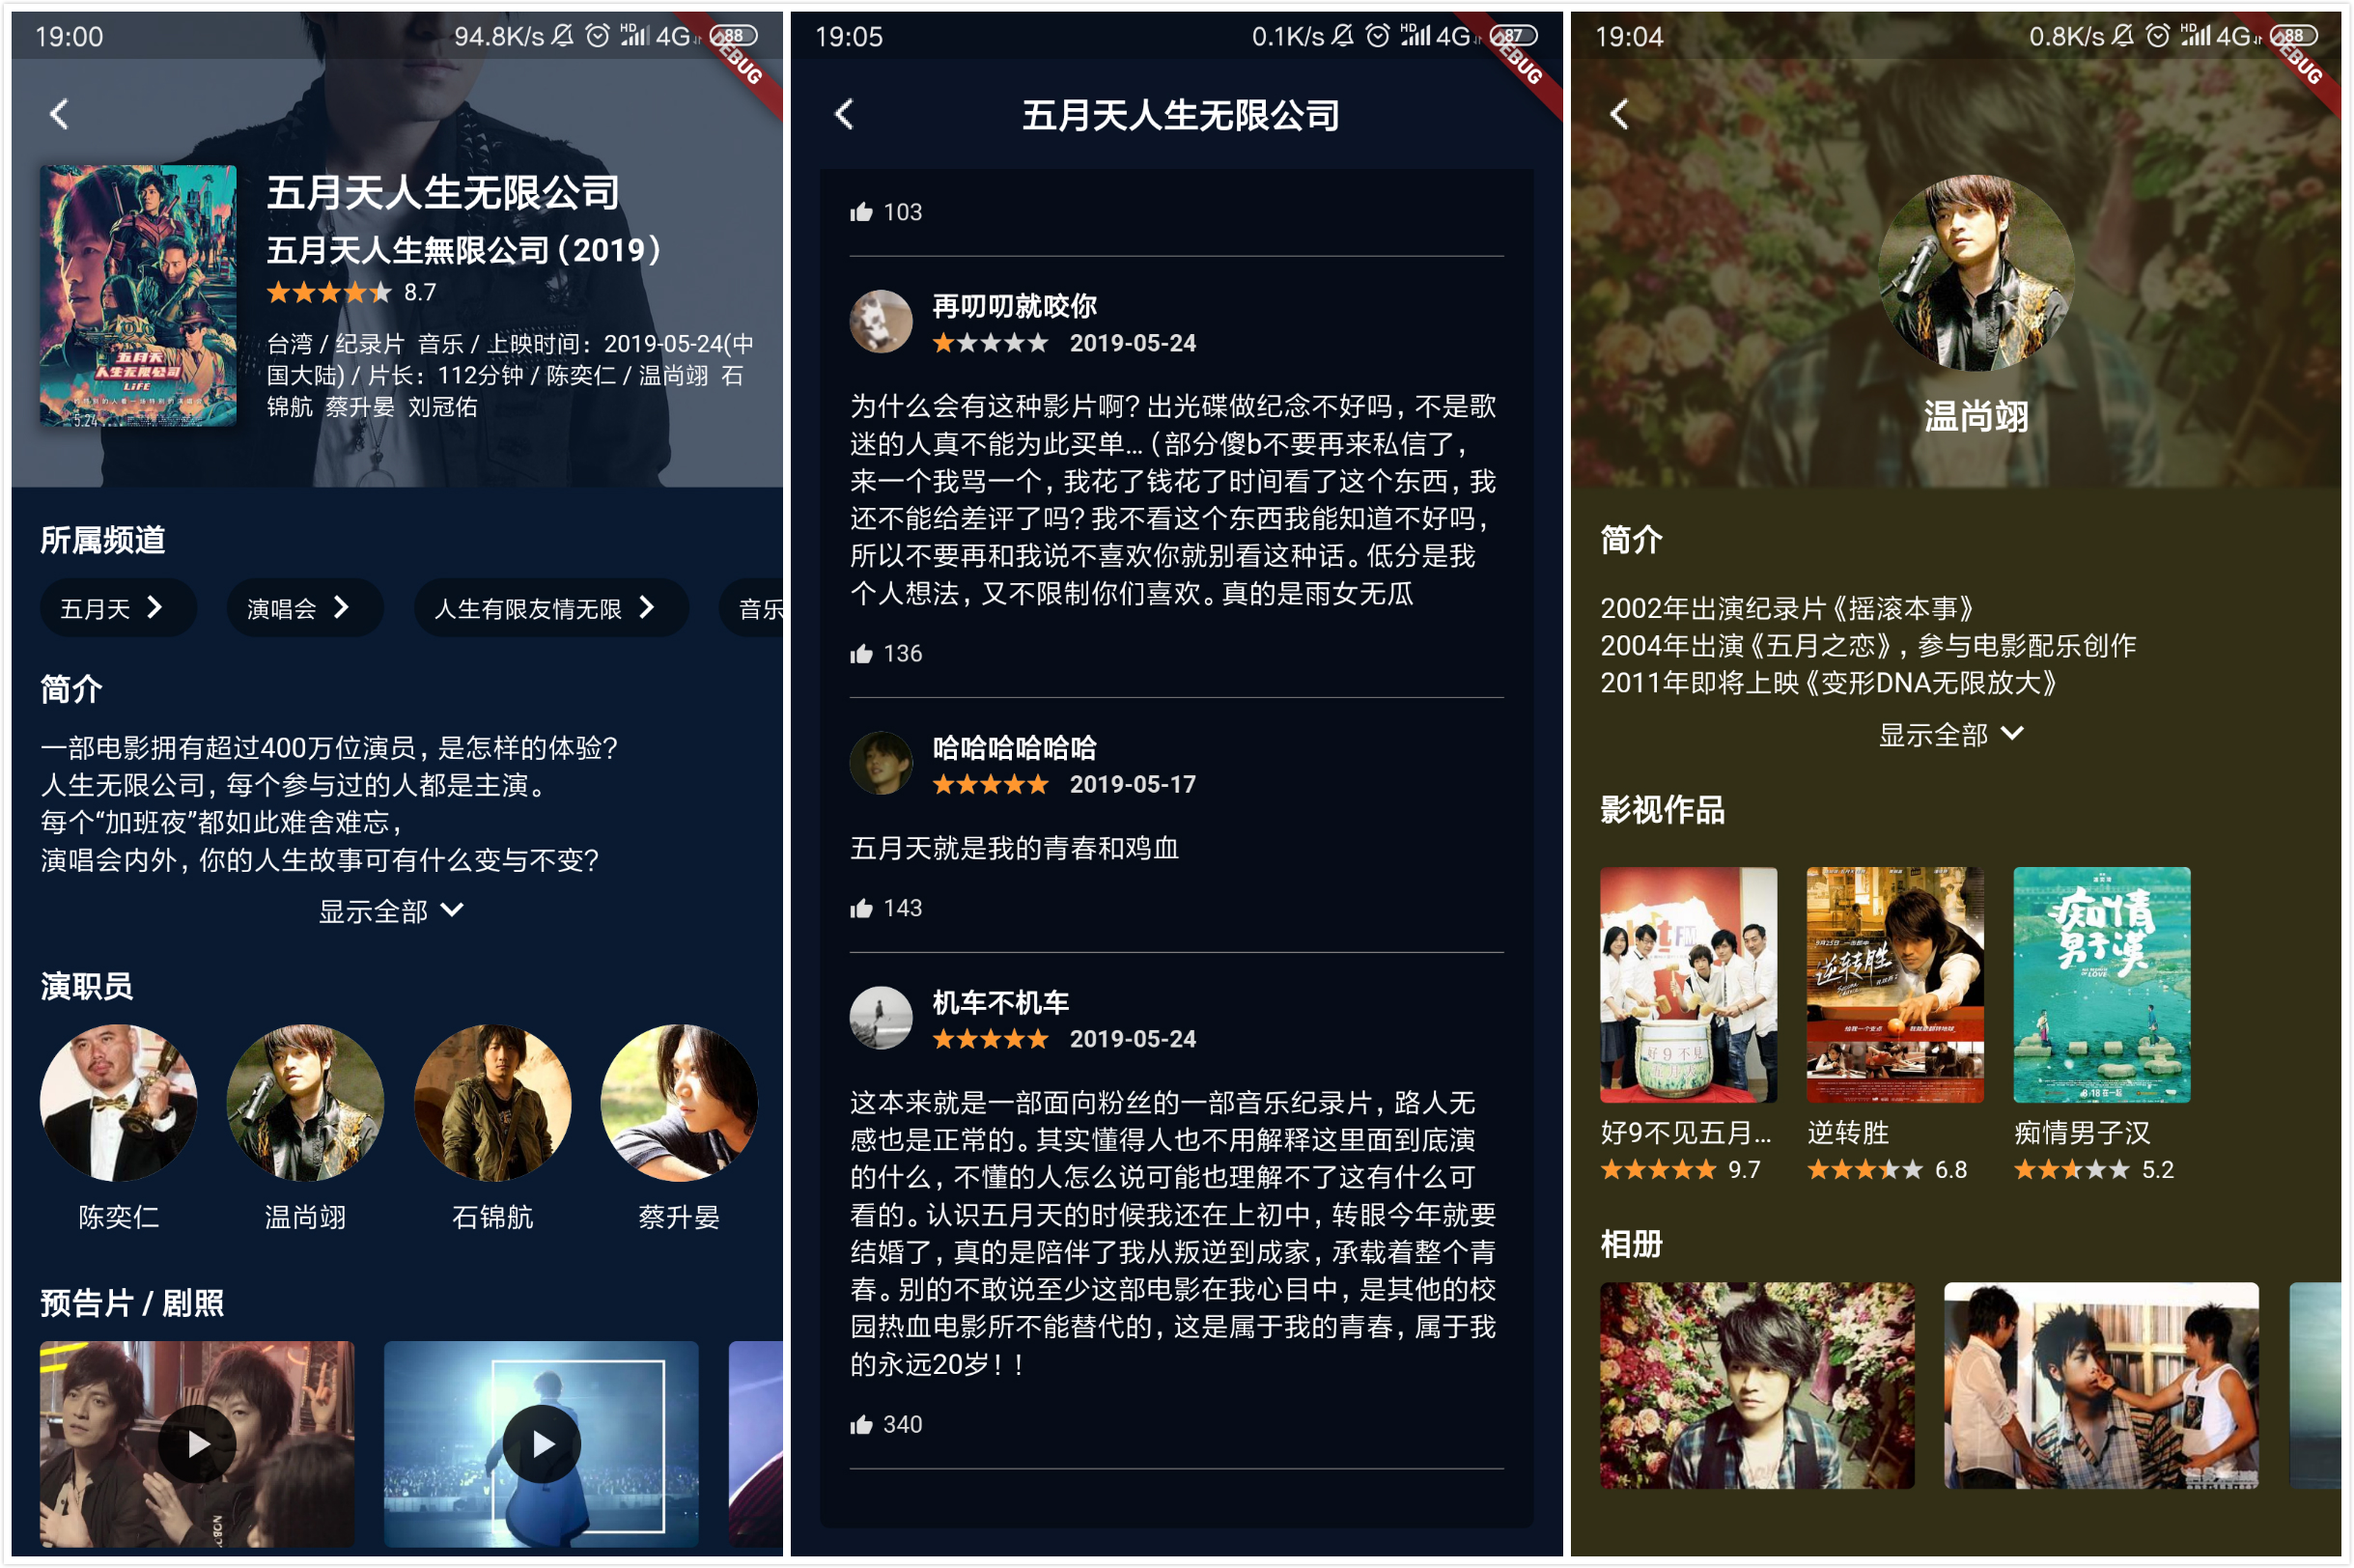 19:00
94.8K/s HD 4G 88
DEBUG
五月天人生无限公司
五月天人生無限公司（2019）
8.7
台湾 / 纪录片 音乐 / 上映时间：2019-05-24(中
国大陆) / 片长：112分钟 / 陈奕仁 / 温尚翊 石
锦航 蔡升晏 刘冠佑
五月天
人生无限公司
LiFE
5.24
所属频道
五月天
演唱会
人生有限友情无限
音乐
简介
一部电影拥有超过400万位演员，是怎样的体验？
人生无限公司，每个参与过的人都是主演。
每个“加班夜”都如此难舍难忘，
演唱会内外，你的人生故事可有什么变与不变？
显示全部
演职员
陈奕仁
温尚翊
石锦航
蔡升晏
预告片 / 剧照
19:05
0.1K/s HD 4G 87
DEBUG
五月天人生无限公司
103
再叨叨就咬你
2019-05-24
为什么会有这种影片啊？出光碟做纪念不好吗，不是歌
迷的人真不能为此买单...（部分傻b不要再来私信了，
来一个我骂一个，我花了钱花了时间看了这个东西，我
还不能给差评了吗？我不看这个东西我能知道不好吗，
所以不要再和我说不喜欢你就别看这种话。低分是我
个人想法，又不限制你们喜欢。真的是雨女无瓜
136
哈哈哈哈哈哈
2019-05-17
五月天就是我的青春和鸡血
143
机车不机车
2019-05-24
这本来就是一部面向粉丝的一部音乐纪录片，路人无
感也是正常的。其实懂得人也不用解释这里面到底演
的什么，不懂的人怎么说可能也理解不了这有什么可
看的。认识五月天的时候我还在上初中，转眼今年就要
结婚了，真的是陪伴了我从叛逆到成家，承载着整个青
春。别的不敢说至少这部电影在我心目中，是其他的校
园热血电影所不能替代的，这是属于我的青春，属于我
的永远20岁！！
340
19:04
0.8K/s HD 4G 88
DEBUG
温尚翊
简介
2002年出演纪录片《摇滚本事》
2004年出演《五月之恋》，参与电影配乐创作
2011年即将上映《变形DNA无限放大》
显示全部
影视作品
好9不见
逆转胜
痴情
男子漢
8.18 在一起
好9不见五月...
9.7
逆转胜
6.8
痴情男子汉
5.2
相册